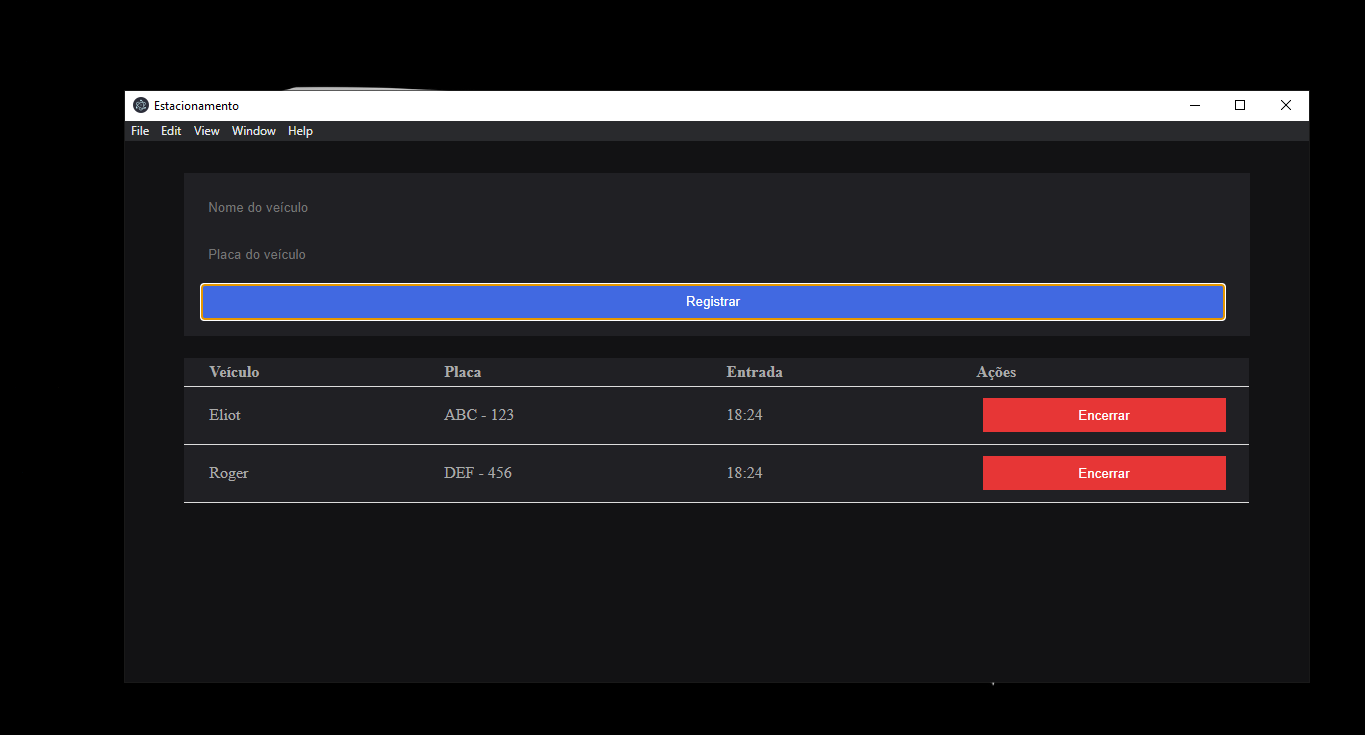 Estacionamento
File Edit View Window Help
Nome do veículo
Placa do veículo
Registrar
Veículo Placa Entrada Ações
Eliot ABC - 123 18:24 Encerrar
Roger DEF - 456 18:24 Encerrar